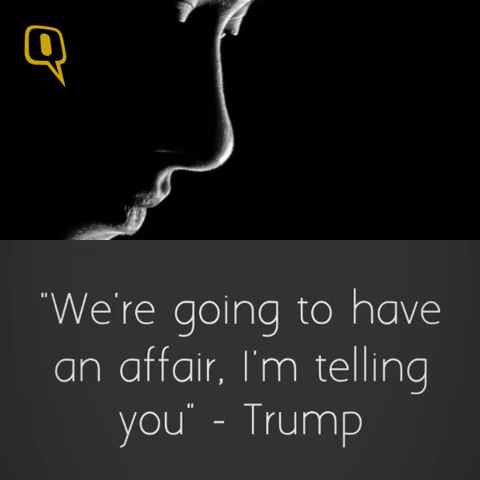 "We're going to have
an affair, I'm telling
you" - Trump